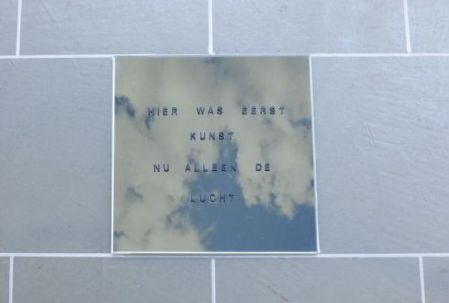 HIER WAS EERST
KUNST
NU ALLEEN DE
LUCHT